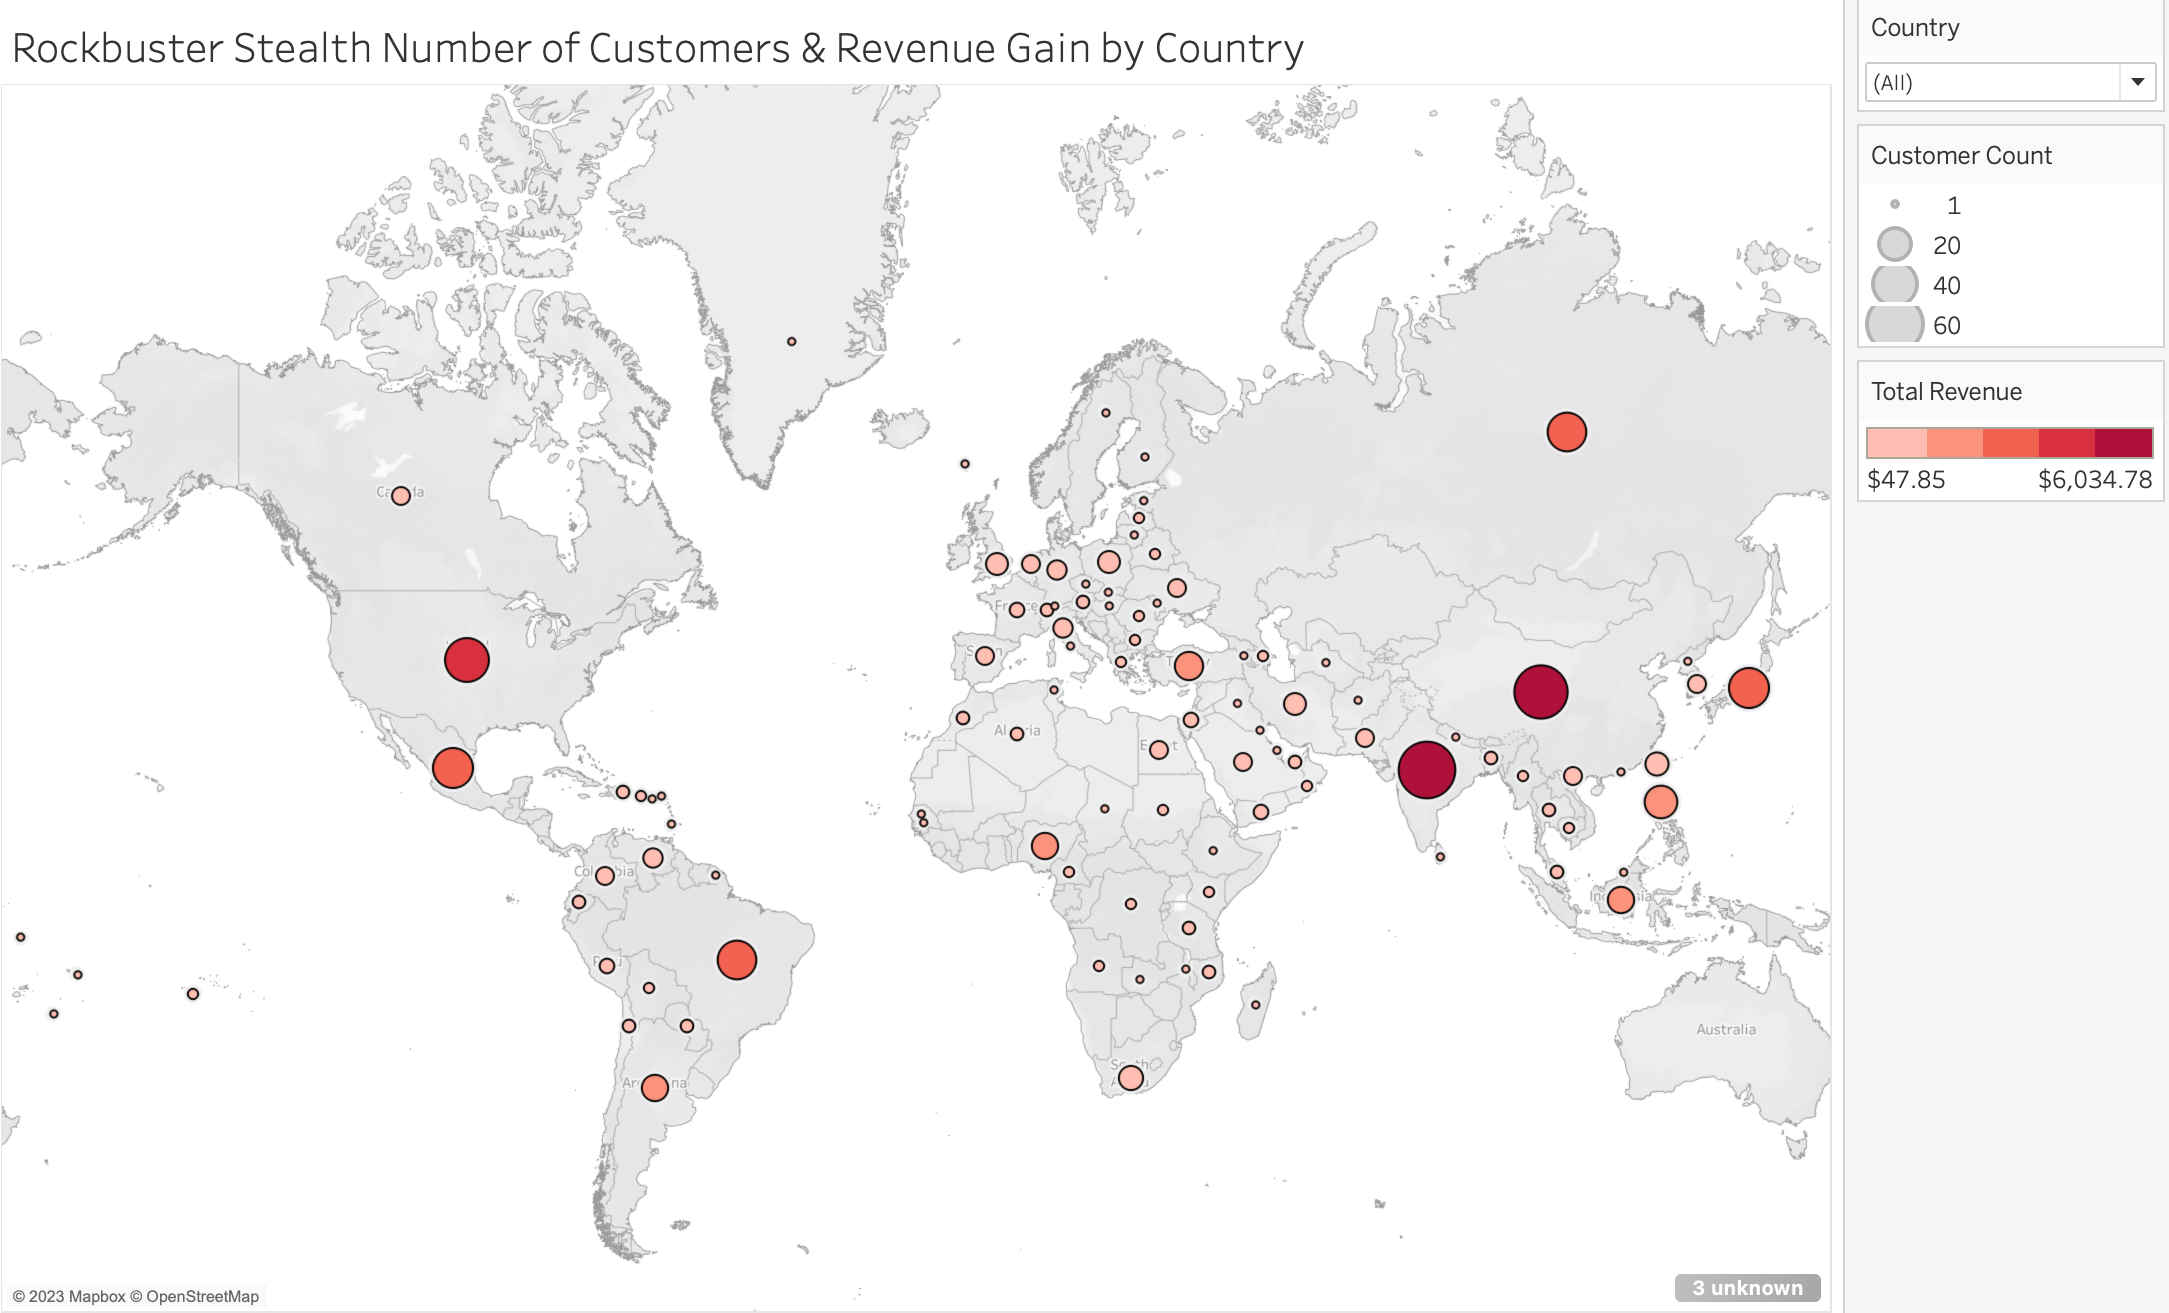 Rockbuster Stealth Number of Customers & Revenue Gain by Country
Country
(All)
Customer Count
1
20
40
60
Total Revenue
$47.85 $6,034.78
Australia
© 2023 Mapbox © OpenStreetMap
3 unknown